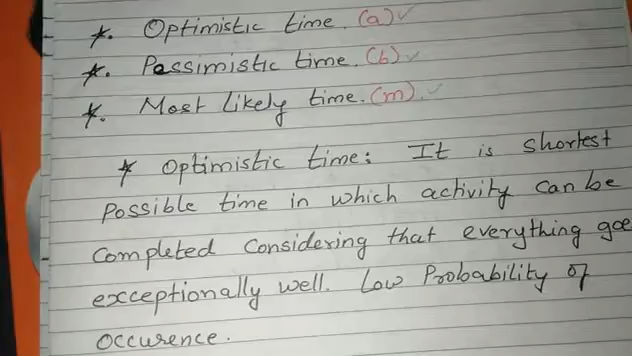 *. Optimistic time. (a) ✓
*. Pessimistic time. (b) ✓
*. Most likely time. (m) ✓
* Optimistic time: It is shortest
possible time in which activity can be
Completed Considering that everything goe
exceptionally well. Low Probability of
occurence.